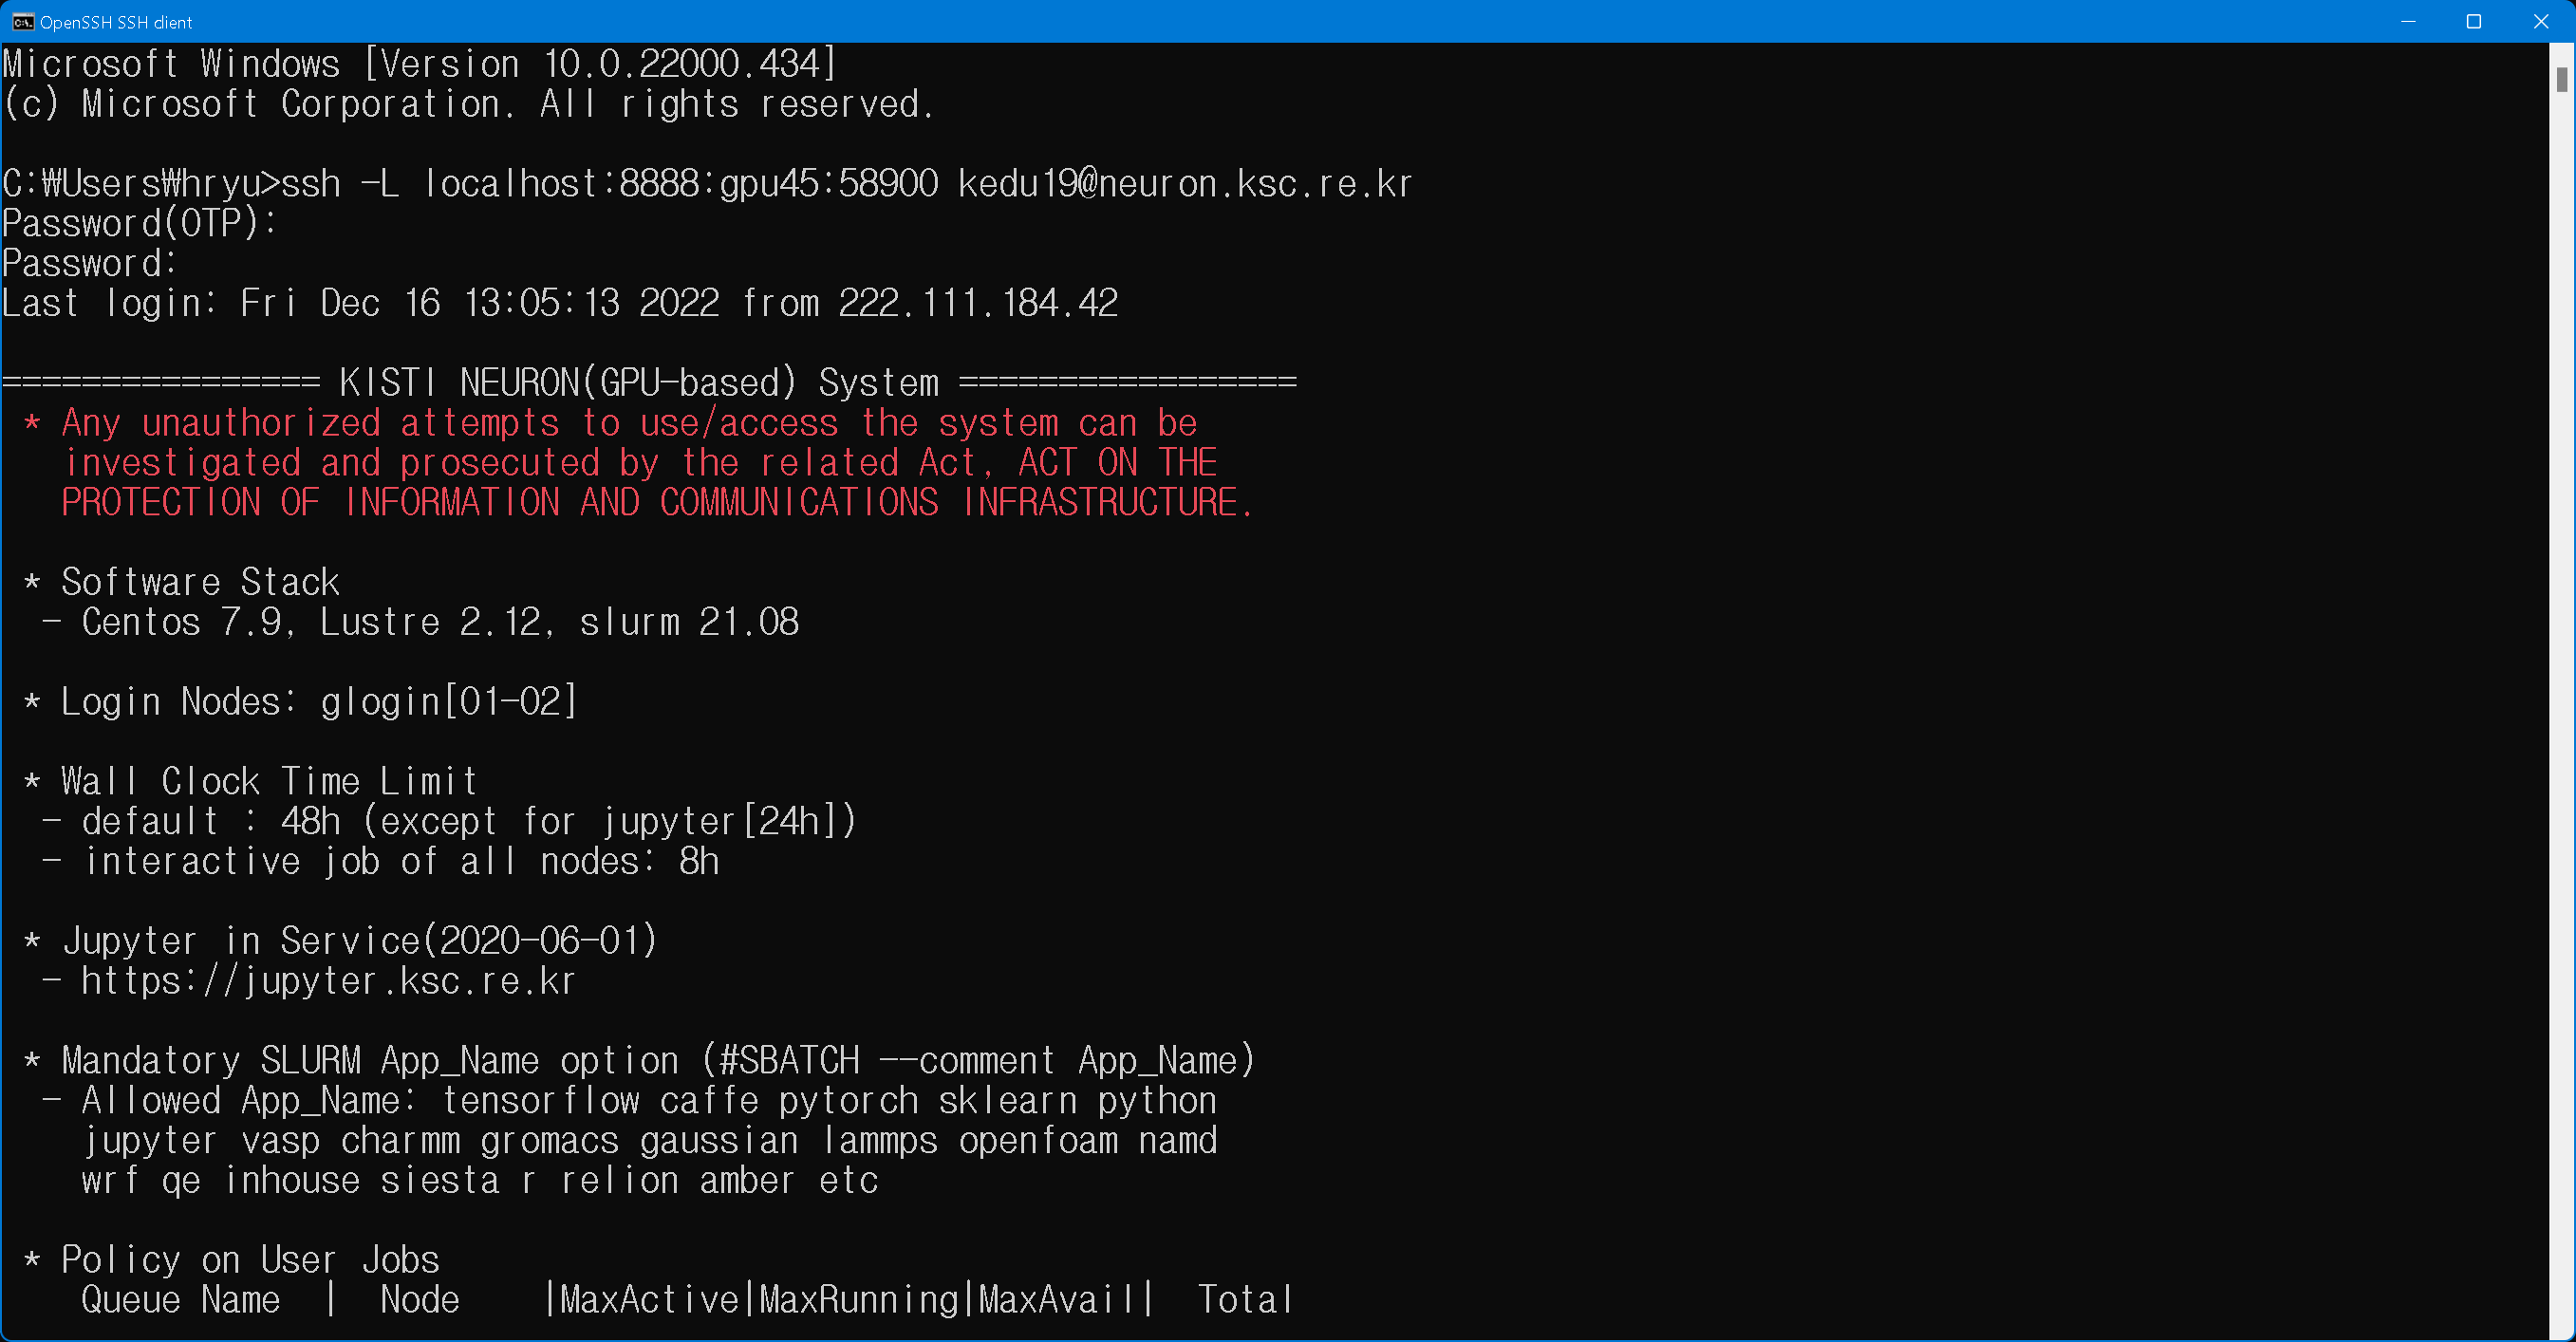 OpenSSH SSH client
Microsoft Windows [Version 10.0.22000.434]
(c) Microsoft Corporation. All rights reserved.
C:₩Users₩hryu>ssh -L localhost:8888:gpu45:58900 kedu19@neuron.ksc.re.kr
Password(OTP):
Password:
Last login: Fri Dec 16 13:05:13 2022 from 222.111.184.42
================ KISTI NEURON(GPU-based) System =================
* Any unauthorized attempts to use/access the system can be
investigated and prosecuted by the related Act, ACT ON THE
PROTECTION OF INFORMATION AND COMMUNICATIONS INFRASTRUCTURE.
* Software Stack
- Centos 7.9, Lustre 2.12, slurm 21.08
* Login Nodes: glogin[01-02]
* Wall Clock Time Limit
- default : 48h (except for jupyter[24h])
- interactive job of all nodes: 8h
* Jupyter in Service(2020-06-01)
- https://jupyter.ksc.re.kr
* Mandatory SLURM App_Name option (#SBATCH --comment App_Name)
- Allowed App_Name: tensorflow caffe pytorch sklearn python
jupyter vasp charmm gromacs gaussian lammps openfoam namd
wrf qe inhouse siesta r relion amber etc
* Policy on User Jobs
Queue Name | Node |MaxActive|MaxRunning|MaxAvail| Total